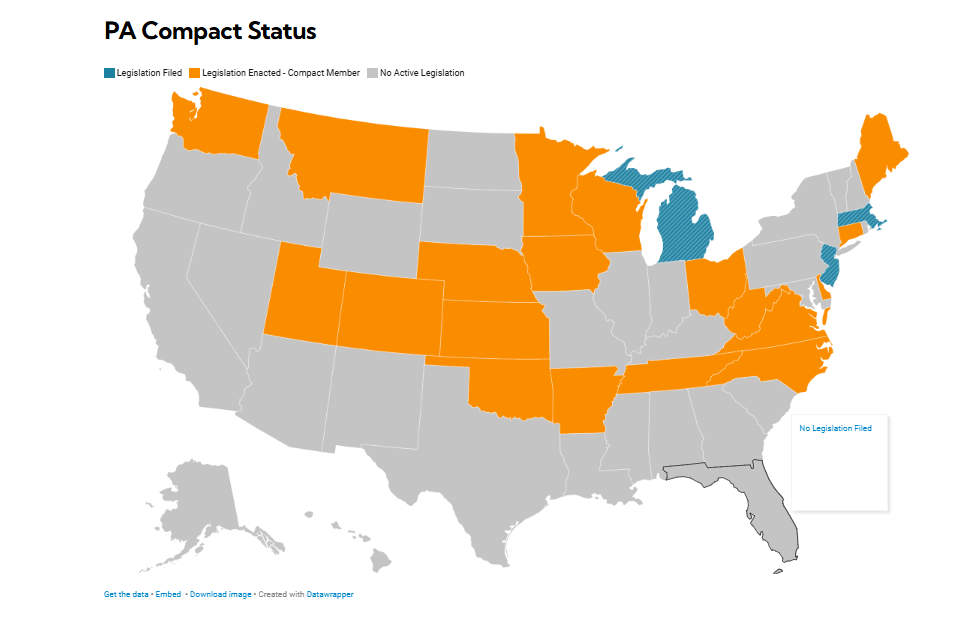 PA Compact Status
Legislation Filed Legislation Enacted - Compact Member No Active Legislation
No Legislation Filed
Get the data • Embed • Download image • Created with Datawrapper